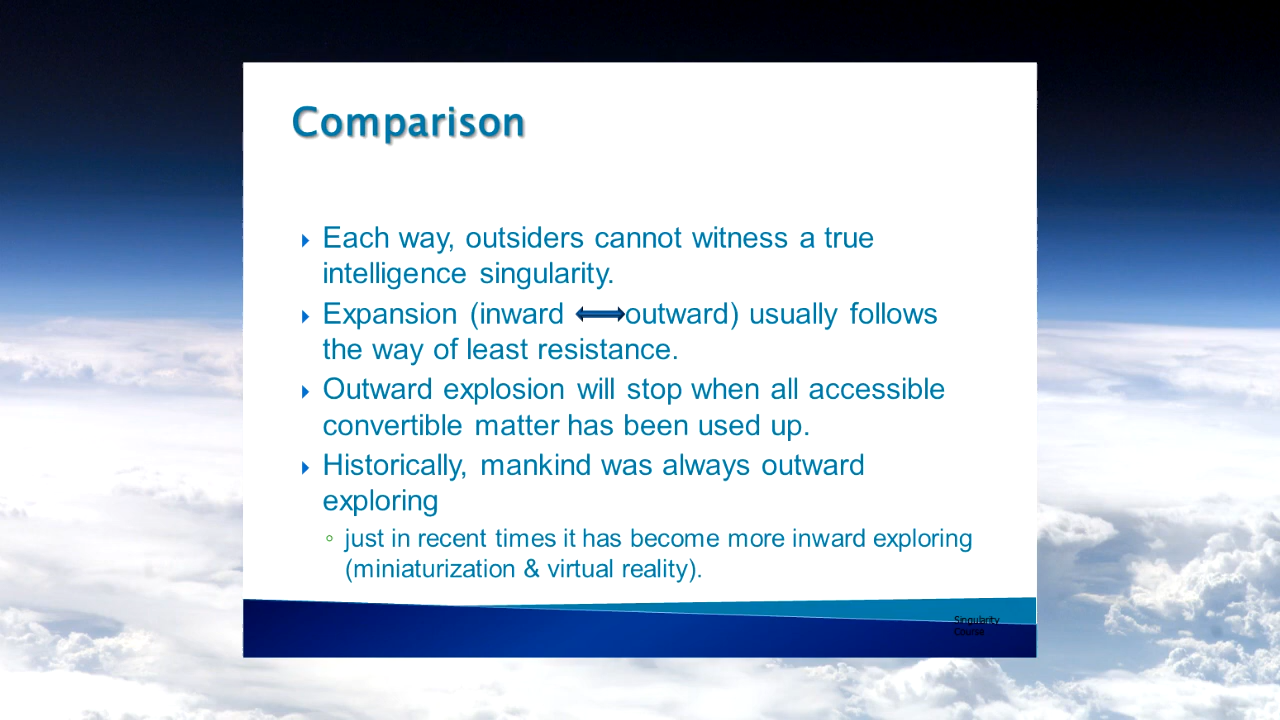 Comparison
Each way, outsiders cannot witness a true
intelligence singularity.
Expansion (inward outward) usually follows
the way of least resistance.
Outward explosion will stop when all accessible
convertible matter has been used up.
Historically, mankind was always outward
exploring
just in recent times it has become more inward exploring
(miniaturization & virtual reality).
Singularity
Course